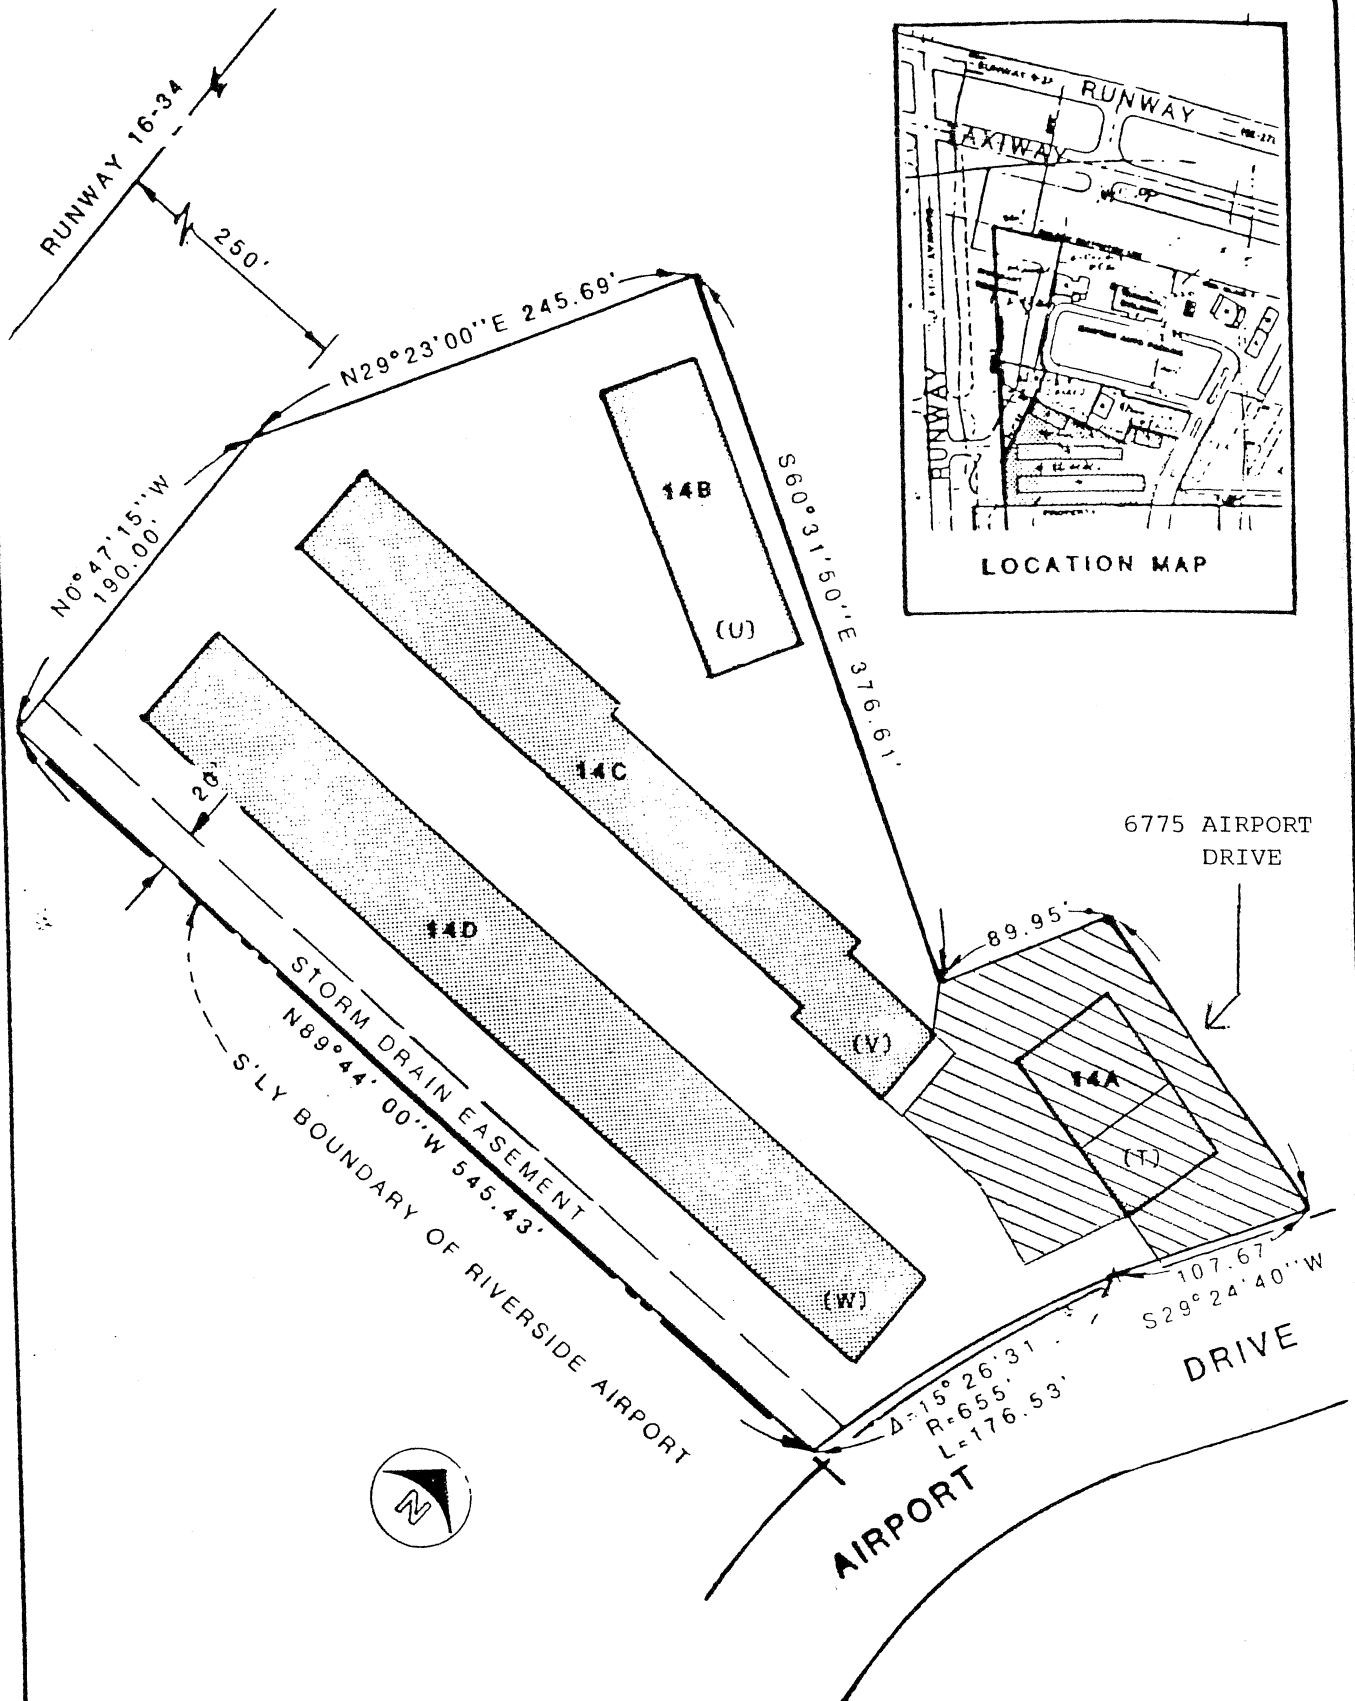 RUNWAY 16-34
250'
N29°23'00"E 245.69'
N0°47'15"W
190.00'
S60°31'50"E 376.61'
14B
(U)
14C
(V)
20'
14D
(W)
STORM DRAIN EASEMENT
N89°44'00"W 545.43'
S'LY BOUNDARY OF RIVERSIDE AIRPORT
6775 AIRPORT
DRIVE
89.95'
14A
(T)
107.67'
S29°24'40"W
Δ=15°26'31
R=655'
L=176.53'
AIRPORT DRIVE
N
RUNWAY
TAXIWAY
RUNWAY
PROPERTY
LOCATION MAP